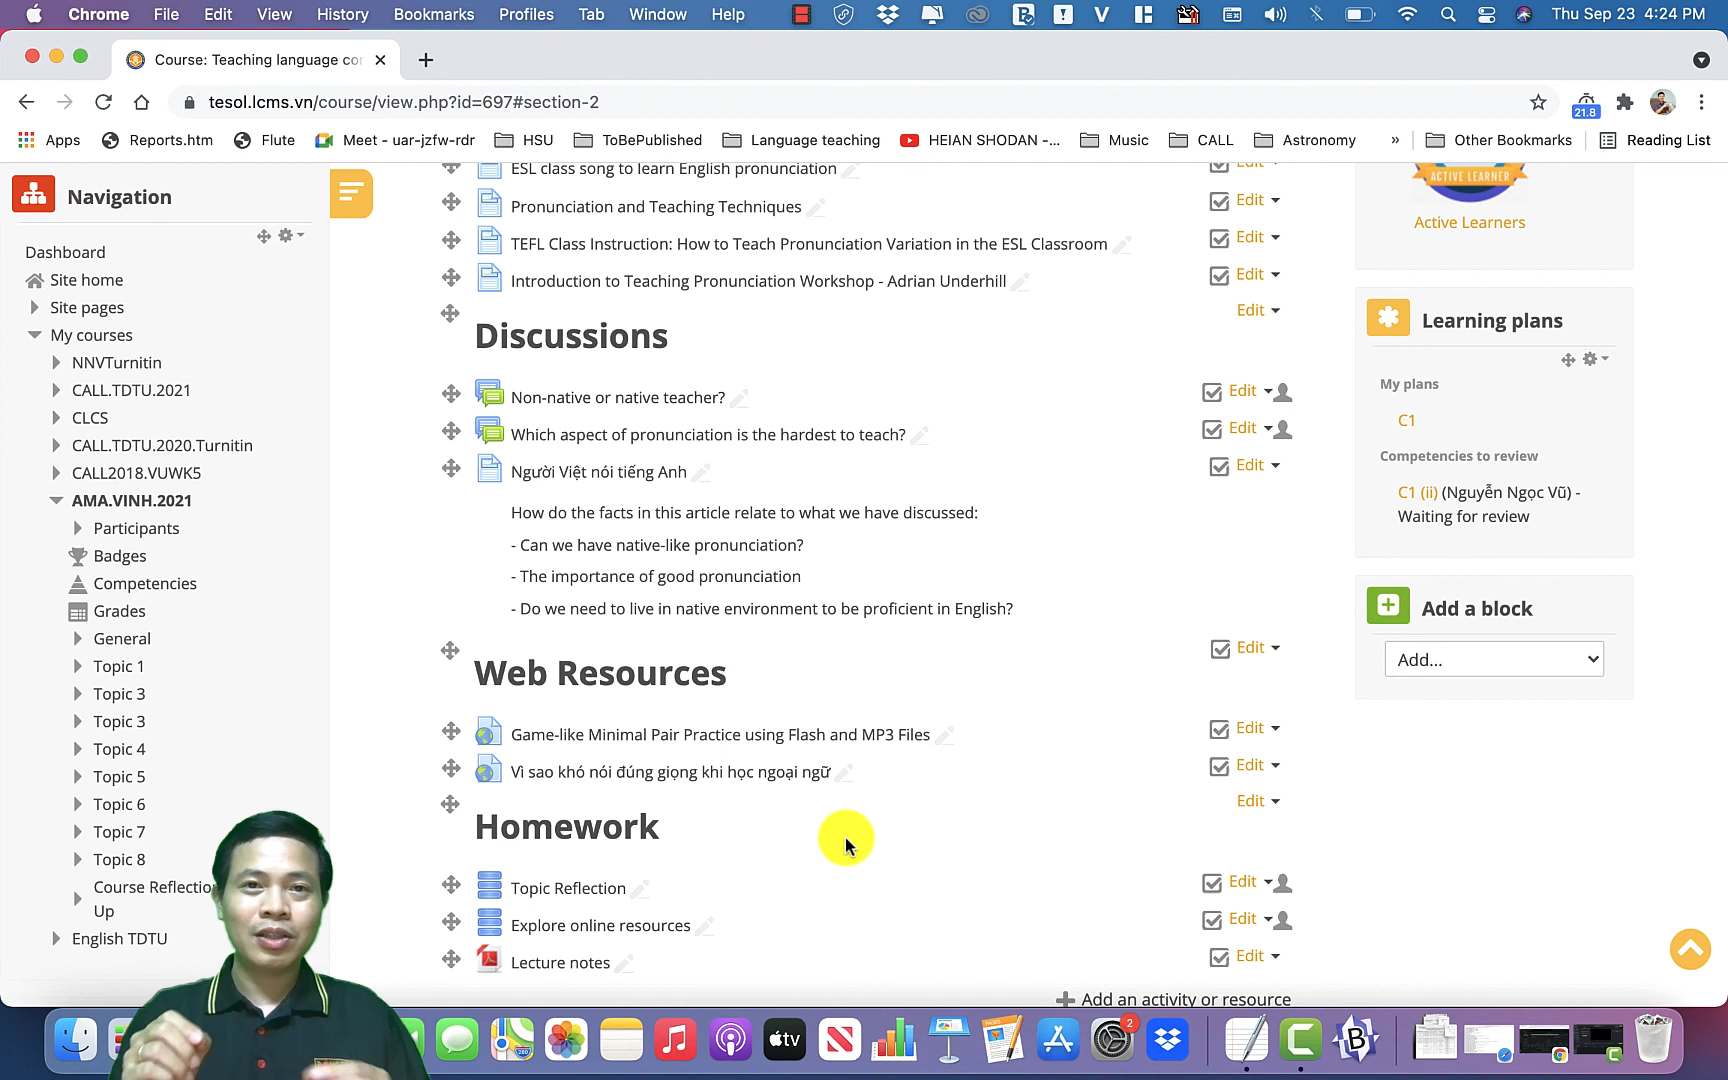 Chrome File Edit View History Bookmarks Profiles Tab Window Help Thu Sep 23 4:24 PM
Course: Teaching language cor
tesol.lcms.vn/course/view.php?id=697#section-2
21.8
Apps Reports.htm Flute Meet - uar-jzfw-rdr HSU ToBePublished Language teaching HEIAN SHODAN -... Music CALL Astronomy » Other Bookmarks Reading List
Navigation
Dashboard
Site home
Site pages
My courses
NNVTurnitin
CALL.TDTU.2021
CLCS
CALL.TDTU.2020.Turnitin
CALL2018.VUWK5
AMA.VINH.2021
Participants
Badges
Competencies
Grades
General
Topic 1
Topic 3
Topic 3
Topic 4
Topic 5
Topic 6
Topic 7
Topic 8
Course Reflectio
Up
English TDTU
ESL class song to learn English pronunciation Edit
Pronunciation and Teaching Techniques Edit
TEFL Class Instruction: How to Teach Pronunciation Variation in the ESL Classroom Edit
Introduction to Teaching Pronunciation Workshop - Adrian Underhill Edit
Edit
Discussions
Non-native or native teacher? Edit
Which aspect of pronunciation is the hardest to teach? Edit
Người Việt nói tiếng Anh Edit
How do the facts in this article relate to what we have discussed:
- Can we have native-like pronunciation?
- The importance of good pronunciation
- Do we need to live in native environment to be proficient in English?
Edit
Web Resources
Game-like Minimal Pair Practice using Flash and MP3 Files Edit
Vì sao khó nói đúng giọng khi học ngoại ngữ Edit
Edit
Homework
Topic Reflection Edit
Explore online resources Edit
Lecture notes Edit
Add an activity or resource
ACTIVE LEARNER
Active Learners
Learning plans
My plans
C1
Competencies to review
C1 (ii) (Nguyễn Ngọc Vũ) -
Waiting for review
Add a block
Add...
tv
2